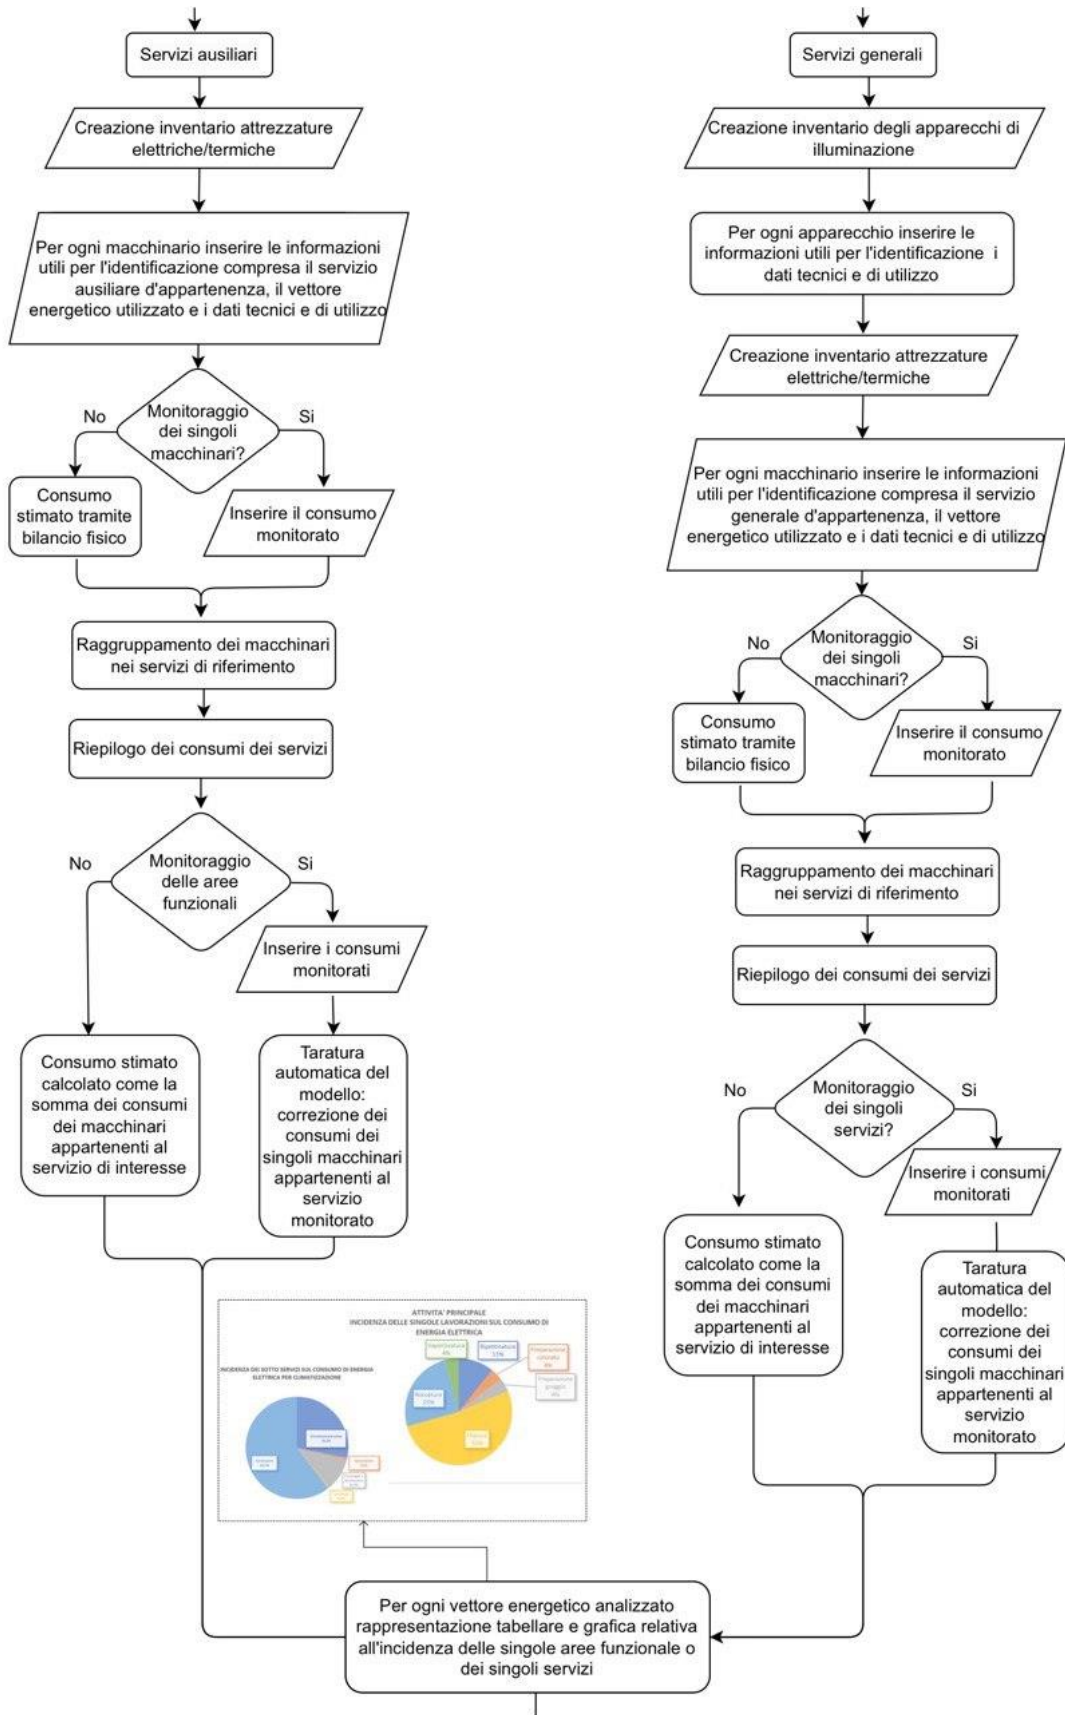 Servizi ausiliari
Creazione inventario attrezzature
elettriche/termiche
Per ogni macchinario inserire le informazioni
utili per l'identificazione compresa il servizio
ausiliare d'appartenenza, il vettore
energetico utilizzato e i dati tecnici e di utilizzo
Monitoraggio
dei singoli
macchinari?
No
Si
Consumo
stimato tramite
bilancio fisico
Inserire il consumo
monitorato
Raggruppamento dei macchinari
nei servizi di riferimento
Riepilogo dei consumi dei servizi
Monitoraggio
delle aree
funzionali
No
Si
Inserire i consumi
monitorati
Consumo stimato
calcolato come la
somma dei consumi
dei macchinari
appartenenti al
servizio di interesse
Taratura
automatica del
modello:
correzione dei
consumi dei
singoli macchinari
appartenenti al
servizio
monitorato
Servizi generali
Creazione inventario degli apparecchi di
illuminazione
Per ogni apparecchio inserire le
informazioni utili per l'identificazione i
dati tecnici e di utilizzo
Creazione inventario attrezzature
elettriche/termiche
Per ogni macchinario inserire le informazioni
utili per l'identificazione compresa il servizio
generale d'appartenenza, il vettore
energetico utilizzato e i dati tecnici e di utilizzo
Monitoraggio
dei singoli
macchinari?
No
Si
Consumo
stimato tramite
bilancio fisico
Inserire il consumo
monitorato
Raggruppamento dei macchinari
nei servizi di riferimento
Riepilogo dei consumi dei servizi
Monitoraggio
dei singoli
servizi?
No
Si
Inserire i consumi
monitorati
Consumo stimato
calcolato come la
somma dei consumi
dei macchinari
appartenenti al
servizio di interesse
Taratura
automatica del
modello:
correzione dei
consumi dei
singoli macchinari
appartenenti al
servizio
monitorato
ATTIVITA' PRINCIPALE
INCIDENZA DELLE SINGOLE LAVORAZIONI SUL CONSUMO DI
ENERGIA ELETTRICA
INCIDENZA DEI SOTTO SERVIZI SUL CONSUMO DI ENERGIA
ELETTRICA PER CLIMATIZZAZIONE
Per ogni vettore energetico analizzato
rappresentazione tabellare e grafica relativa
all'incidenza delle singole aree funzionale o
dei singoli servizi